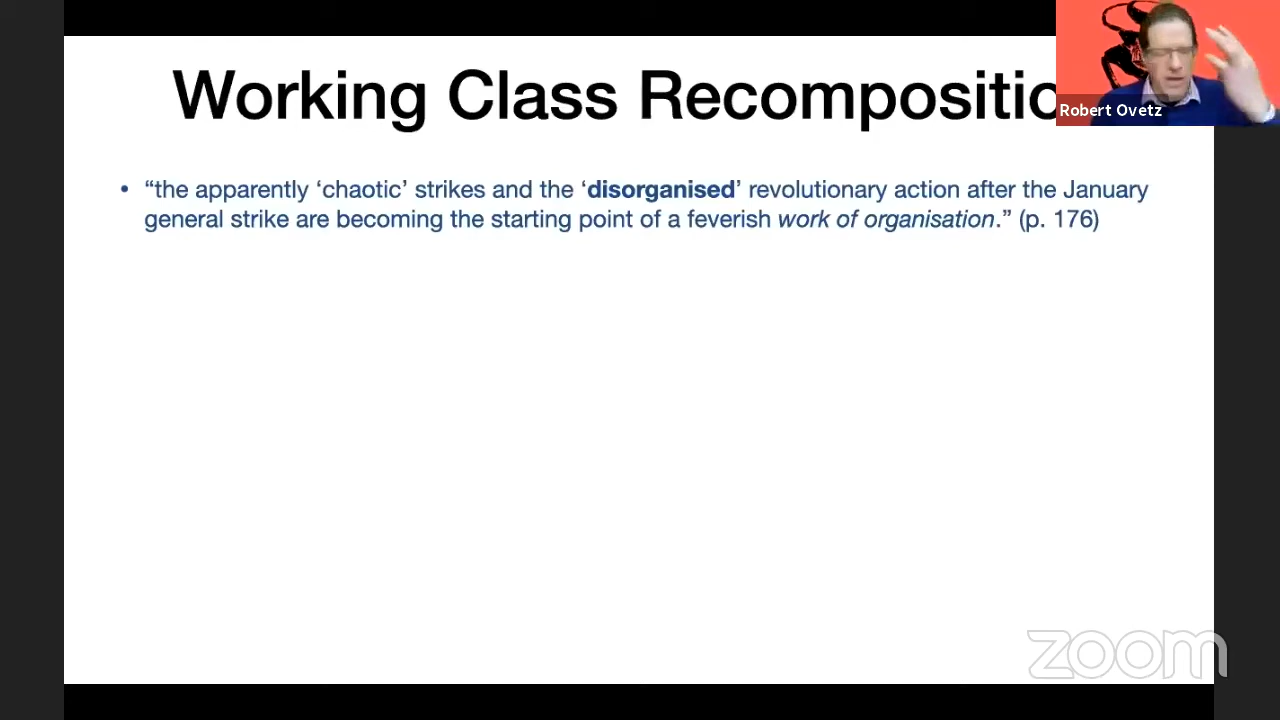 Working Class Recompositio
Robert Ovetz
• “the apparently ‘chaotic’ strikes and the ‘disorganised’ revolutionary action after the January
general strike are becoming the starting point of a feverish work of organisation.” (p. 176)
zoom